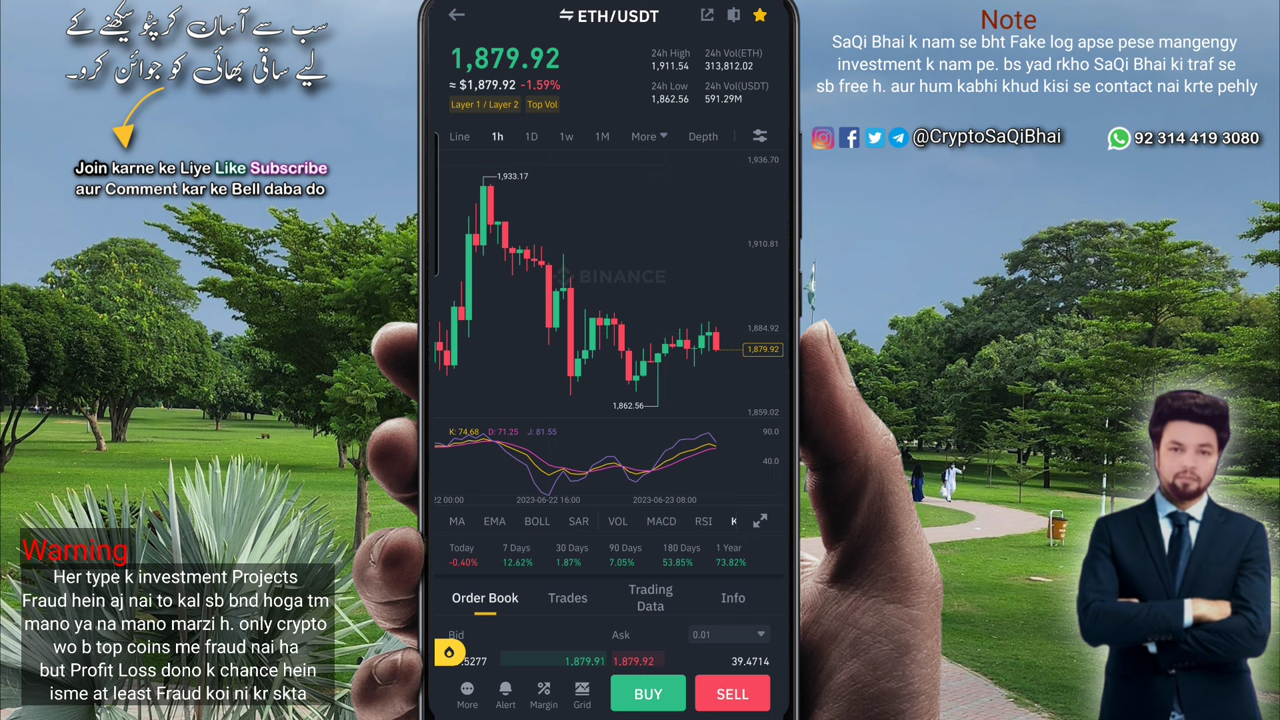 سب سے آسان کرپٹو سیکھنے کے
لیے ساقی بھائی کو جوائن کرو۔
Join karne ke Liye Like Subscribe
aur Comment kar ke Bell daba do
Warning
Her type k investment Projects
Fraud hein aj nai to kal sb bnd hoga tm
mano ya na mano marzi h. only crypto
wo b top coins me fraud nai ha
but Profit Loss dono k chance hein
isme at least Fraud koi ni kr skta
ETH/USDT
1,879.92
≈ $1,879.92 -1.59%
Layer 1 / Layer 2 Top Vol
24h High 24h Vol(ETH)
1,911.54 313,812.02
24h Low 24h Vol(USDT)
1,862.56 591.29M
Line 1h 1D 1w 1M More Depth
1,936.70
1,933.17
1,910.81
BINANCE
1,884.92
1,879.92
1,862.56
1,859.02
K: 74.68 D: 71.25 J: 81.55
90.0
40.0
22 00:00 2023-06-22 16:00 2023-06-23 08:00
MA EMA BOLL SAR VOL MACD RSI K
Today 7 Days 30 Days 90 Days 180 Days 1 Year
-0.40% 12.62% 1.87% 7.05% 53.85% 73.82%
Order Book Trades Trading Data Info
Bid Ask 0.01
.5277 1,879.91 1,879.92 39.4714
More Alert Margin Grid BUY SELL
Note
SaQi Bhai k nam se bht Fake log apse pese mangengy
investment k nam pe. bs yad rkho SaQi Bhai ki traf se
sb free h. aur hum kabhi khud kisi se contact nai krte pehly
@CryptoSaQiBhai 92 314 419 3080